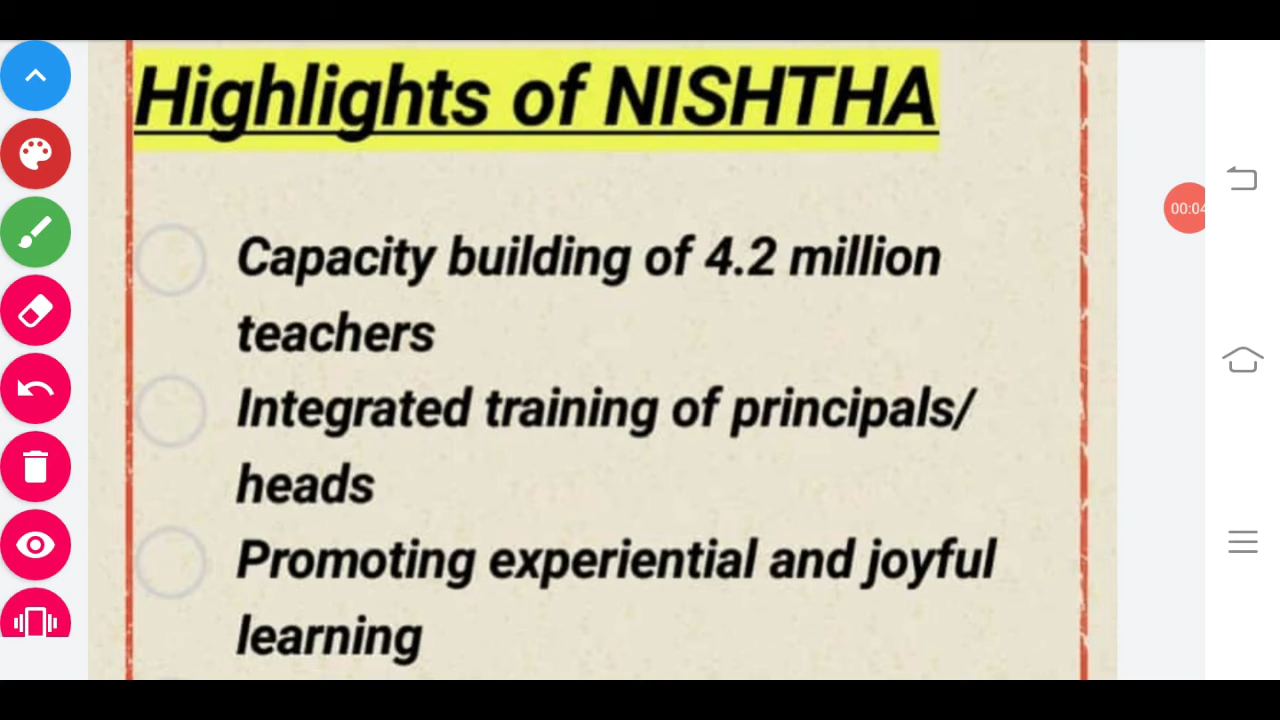 Highlights of NISHTHA
Capacity building of 4.2 million
teachers
Integrated training of principals/
heads
Promoting experiential and joyful
learning
00:04